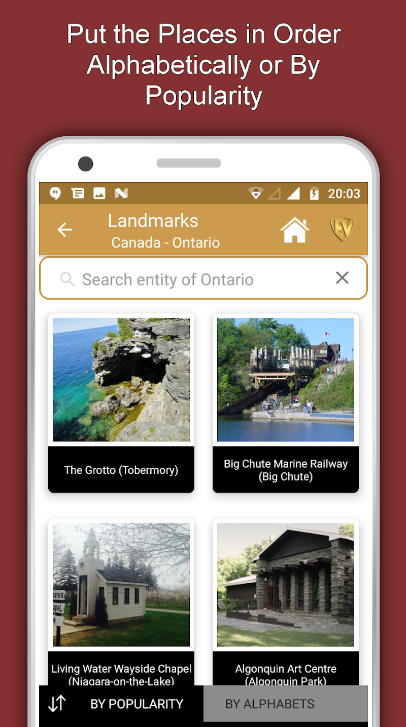 Put the Places in Order
Alphabetically or By
Popularity
20:03
Landmarks
Canada - Ontario
EV
Search entity of Ontario
The Grotto (Tobermory)
Big Chute Marine Railway
(Big Chute)
Living Water Wayside Chapel
(Niagara-on-the-Lake)
Algonquin Art Centre
(Algonquin Park)
BY POPULARITY
BY ALPHABETS